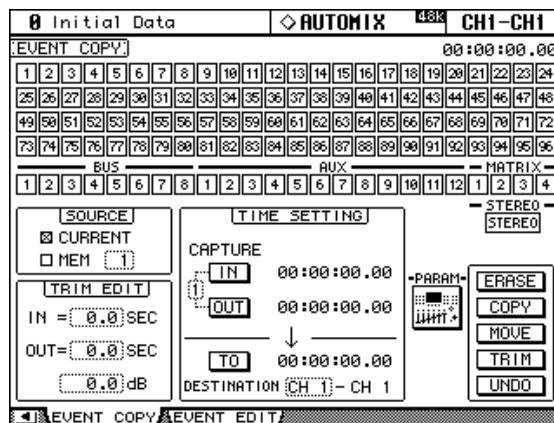 0 Initial Data ◇AUTOMIX 48k CH1-CH1
EVENT COPY 00:00:00.00
1 2 3 4 5 6 7 8 9 10 11 12 13 14 15 16 17 18 19 20 21 22 23 24
25 26 27 28 29 30 31 32 33 34 35 36 37 38 39 40 41 42 43 44 45 46 47 48
49 50 51 52 53 54 55 56 57 58 59 60 61 62 63 64 65 66 67 68 69 70 71 72
73 74 75 76 77 78 79 80 81 82 83 84 85 86 87 88 89 90 91 92 93 94 95 96
BUS AUX MATRIX
1 2 3 4 5 6 7 8 1 2 3 4 5 6 7 8 9 10 11 12 1 2 3 4
STEREO
STEREO
SOURCE
CURRENT
MEM 1
TRIM EDIT
IN = 0.0 SEC
OUT= 0.0 SEC
0.0 dB
TIME SETTING
CAPTURE
1
IN 00:00:00.00
OUT 00:00:00.00
↓
TO 00:00:00.00
DESTINATION CH 1 - CH 1
PARAM
ERASE
COPY
MOVE
TRIM
UNDO
EVENT COPY EVENT EDIT